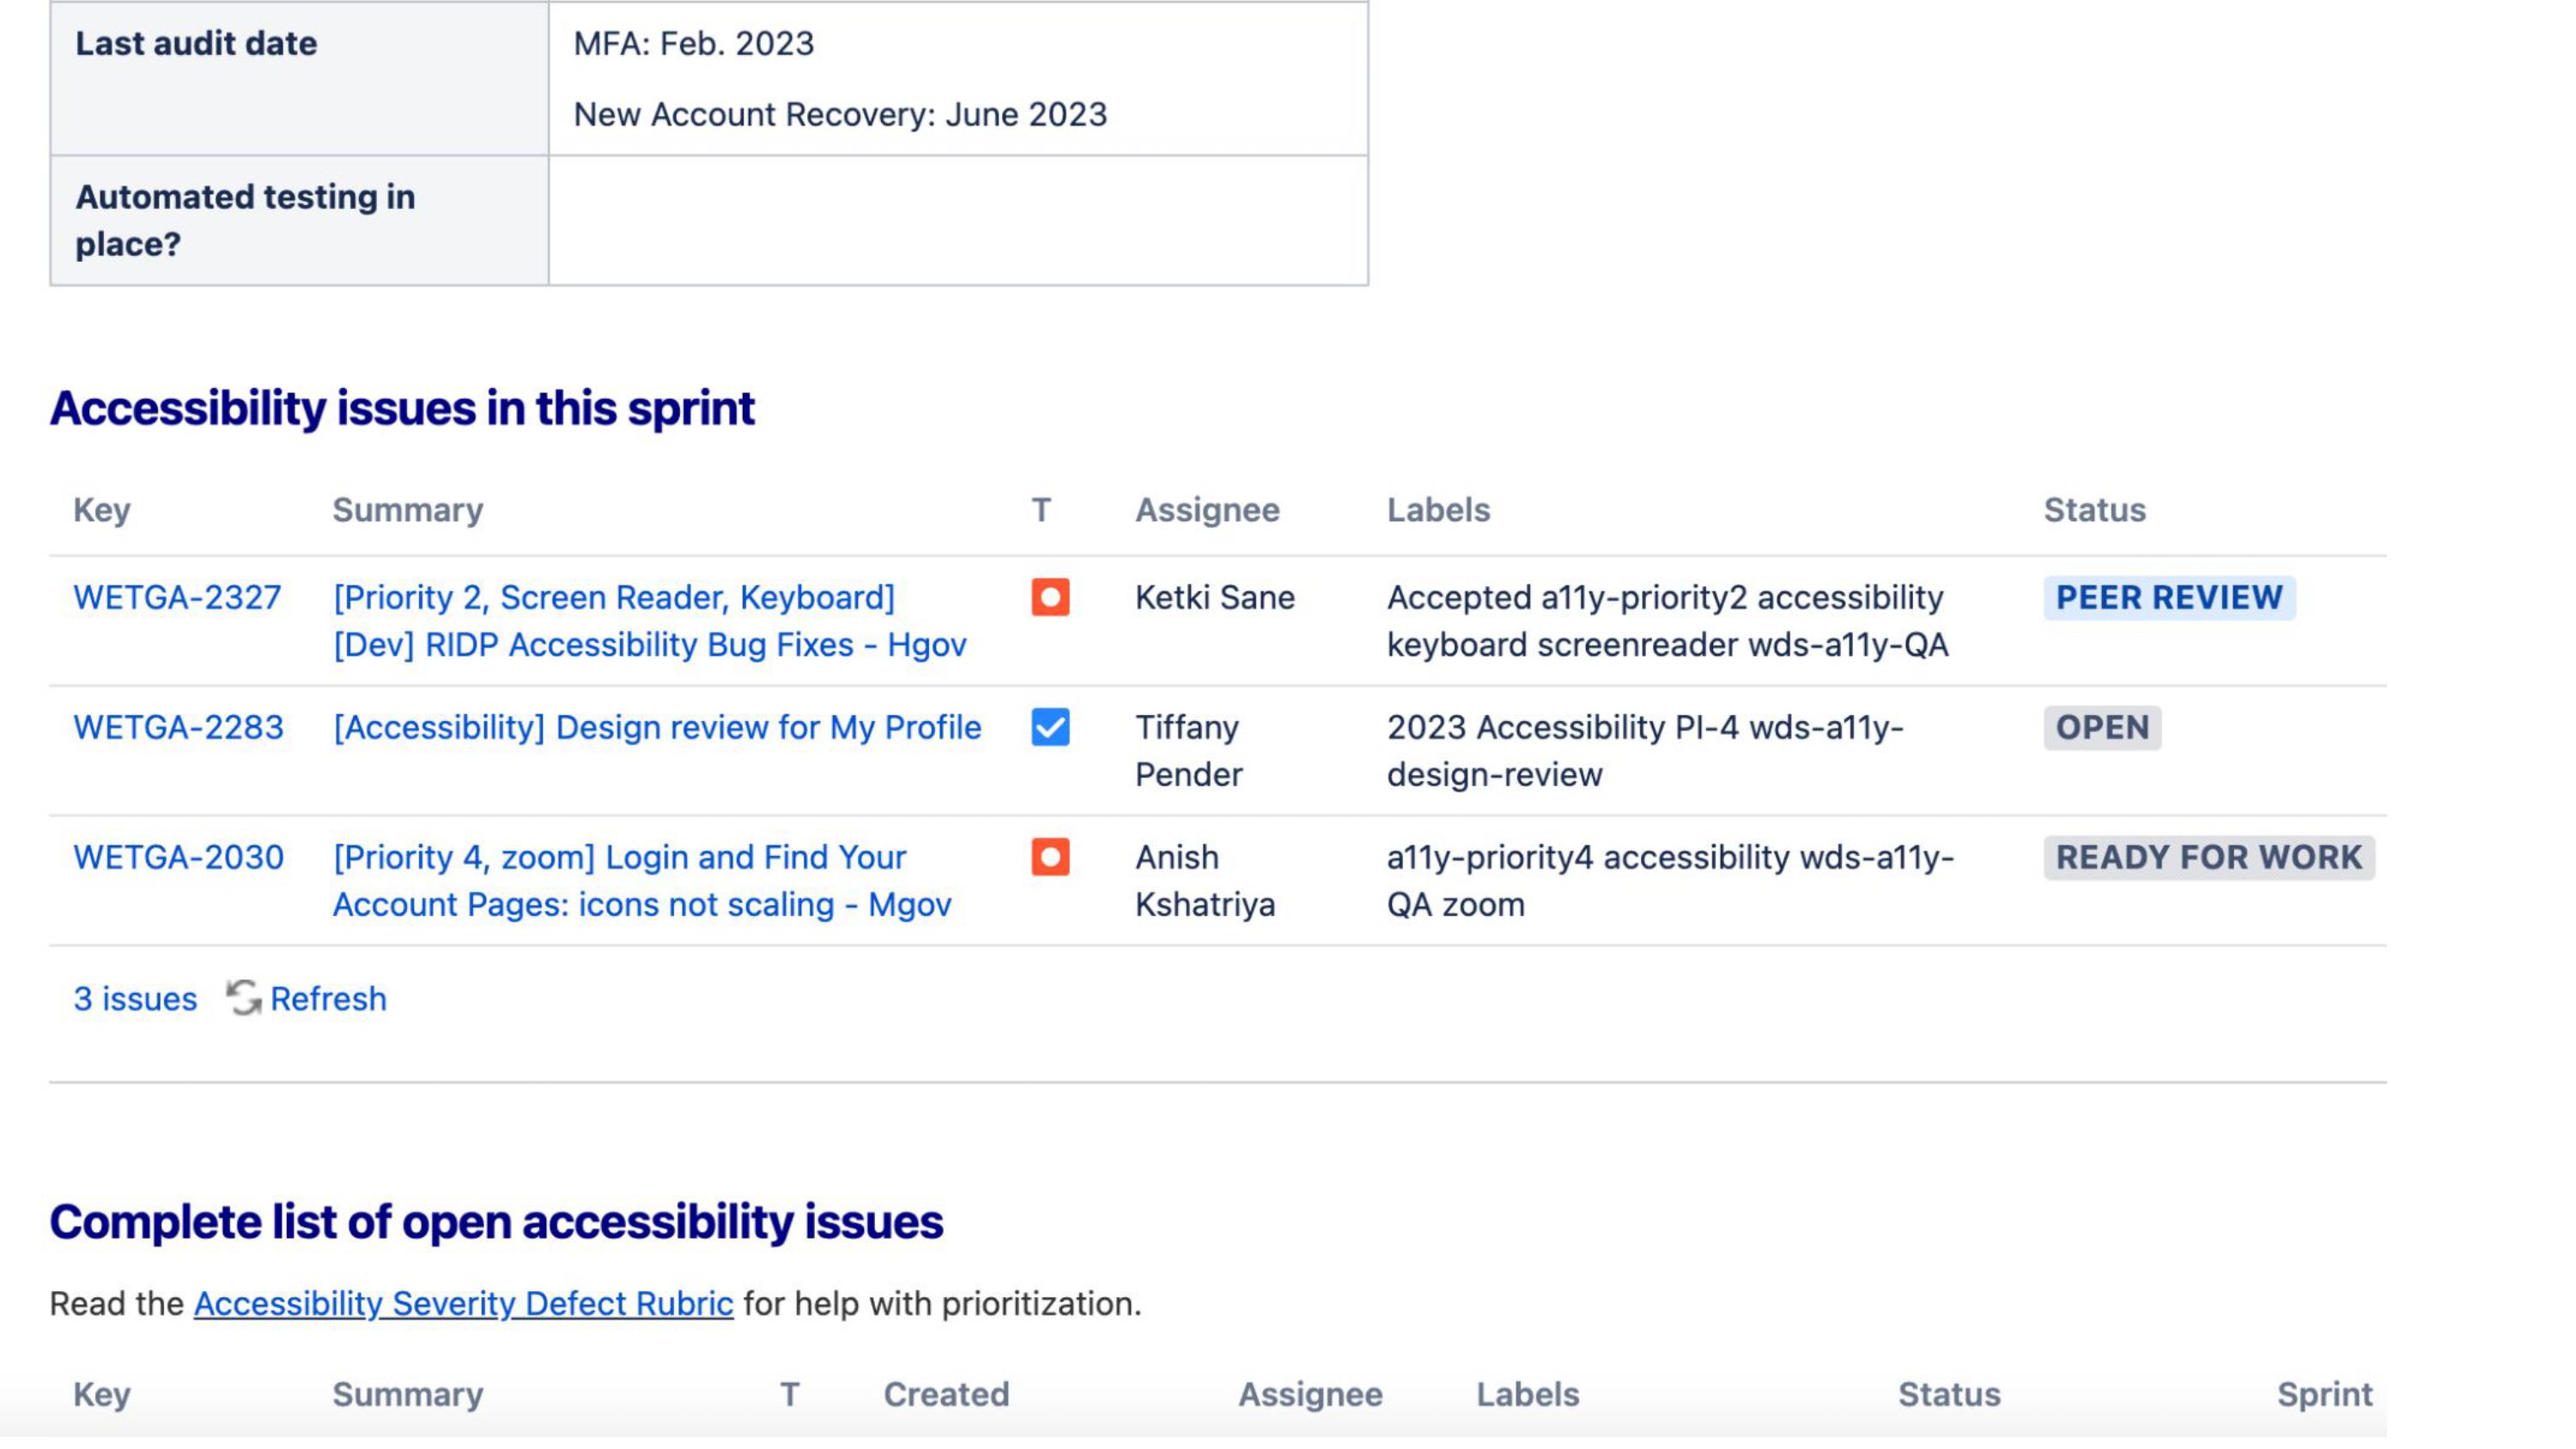 Last audit date
MFA: Feb. 2023
New Account Recovery: June 2023
Automated testing in
place?
Accessibility issues in this sprint
Key Summary T Assignee Labels Status
WETGA-2327 [Priority 2, Screen Reader, Keyboard] Ketki Sane Accepted a11y-priority2 accessibility PEER REVIEW
[Dev] RIDP Accessibility Bug Fixes - Hgov keyboard screenreader wds-a11y-QA
WETGA-2283 [Accessibility] Design review for My Profile Tiffany 2023 Accessibility PI-4 wds-a11y- OPEN
Pender design-review
WETGA-2030 [Priority 4, zoom] Login and Find Your Anish a11y-priority4 accessibility wds-a11y- READY FOR WORK
Account Pages: icons not scaling - Mgov Kshatriya QA zoom
3 issues Refresh
Complete list of open accessibility issues
Read the Accessibility Severity Defect Rubric for help with prioritization.
Key Summary T Created Assignee Labels Status Sprint